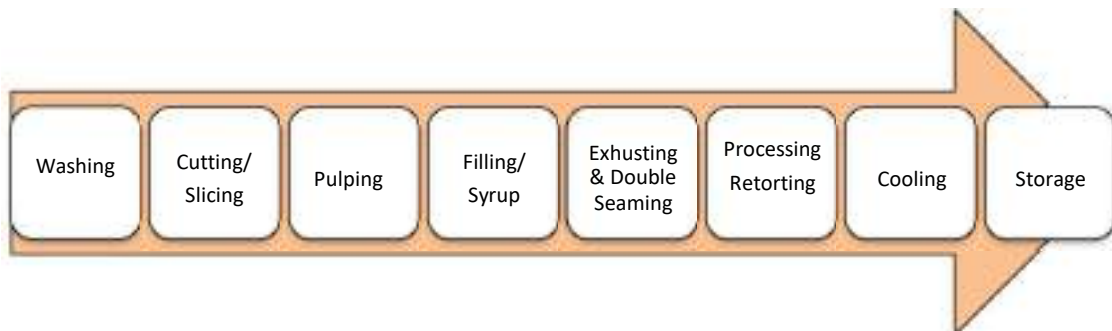 Washing
Cutting/
Slicing
Pulping
Filling/
Syrup
Exhusting
& Double
Seaming
Processing
Retorting
Cooling
Storage